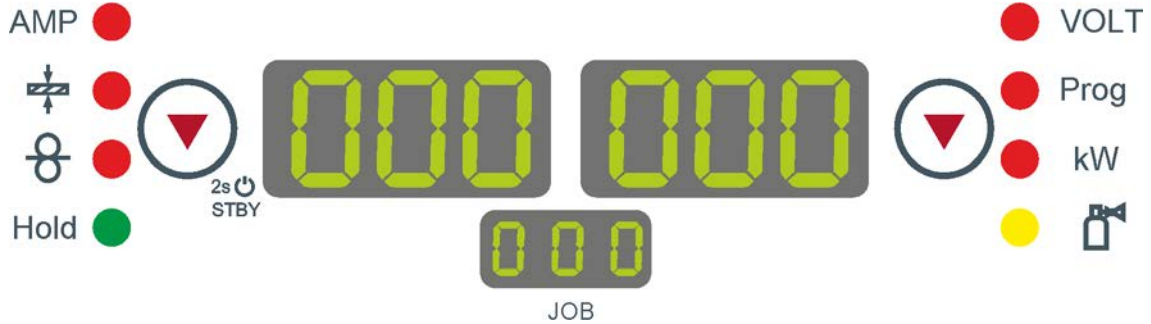 AMP
VOLT
Prog
000 000
kW
2s
STBY
Hold
000
JOB